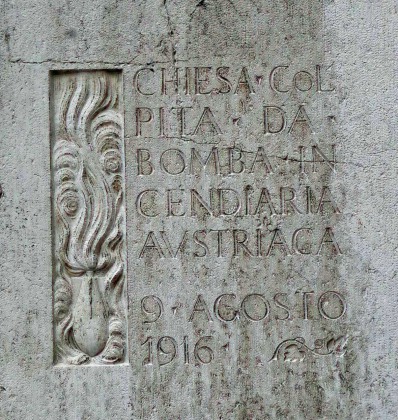 CHIESA·COL
PITA · DA ·
BOMBA·IN
CENDIARIA
AVSTRIACA
9 · AGOSTO
1916 ·